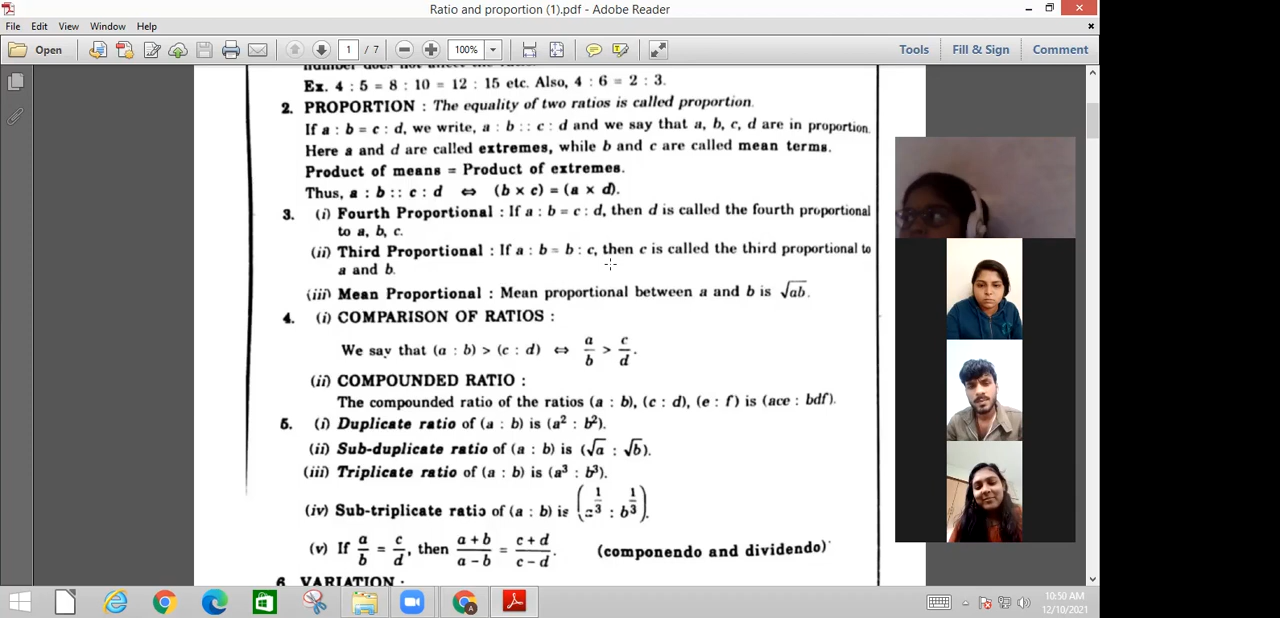 Ratio and proportion (1).pdf - Adobe Reader
File Edit View Window Help
Open 1 / 7 100% Tools Fill & Sign Comment
number does not affect the
Ex. 4 : 5 = 8 : 10 = 12 : 15 etc. Also, 4 : 6 = 2 : 3.
2. PROPORTION : The equality of two ratios is called proportion.
If a : b = c : d, we write, a : b : : c : d and we say that a, b, c, d are in proportion.
Here a and d are called extremes, while b and c are called mean terms.
Product of means = Product of extremes.
Thus, a : b : : c : d ⇔ (b × c) = (a × d).
3. (i) Fourth Proportional : If a : b = c : d, then d is called the fourth proportional
to a, b, c.
(ii) Third Proportional : If a : b = b : c, then c is called the third proportional to
a and b.
(iii) Mean Proportional : Mean proportional between a and b is √ab.
4. (i) COMPARISON OF RATIOS :
We say that (a : b) > (c : d) ⇔ a/b > c/d.
(ii) COMPOUNDED RATIO :
The compounded ratio of the ratios (a : b), (c : d), (e : f) is (ace : bdf).
5. (i) Duplicate ratio of (a : b) is (a² : b²).
(ii) Sub-duplicate ratio of (a : b) is (√a : √b).
(iii) Triplicate ratio of (a : b) is (a³ : b³).
(iv) Sub-triplicate ratio of (a : b) is (a^1/3 : b^1/3).
(v) If a/b = c/d, then (a + b)/(a − b) = (c + d)/(c − d). (componendo and dividendo)
6. VARIATION :
10:50 AM
12/10/2021